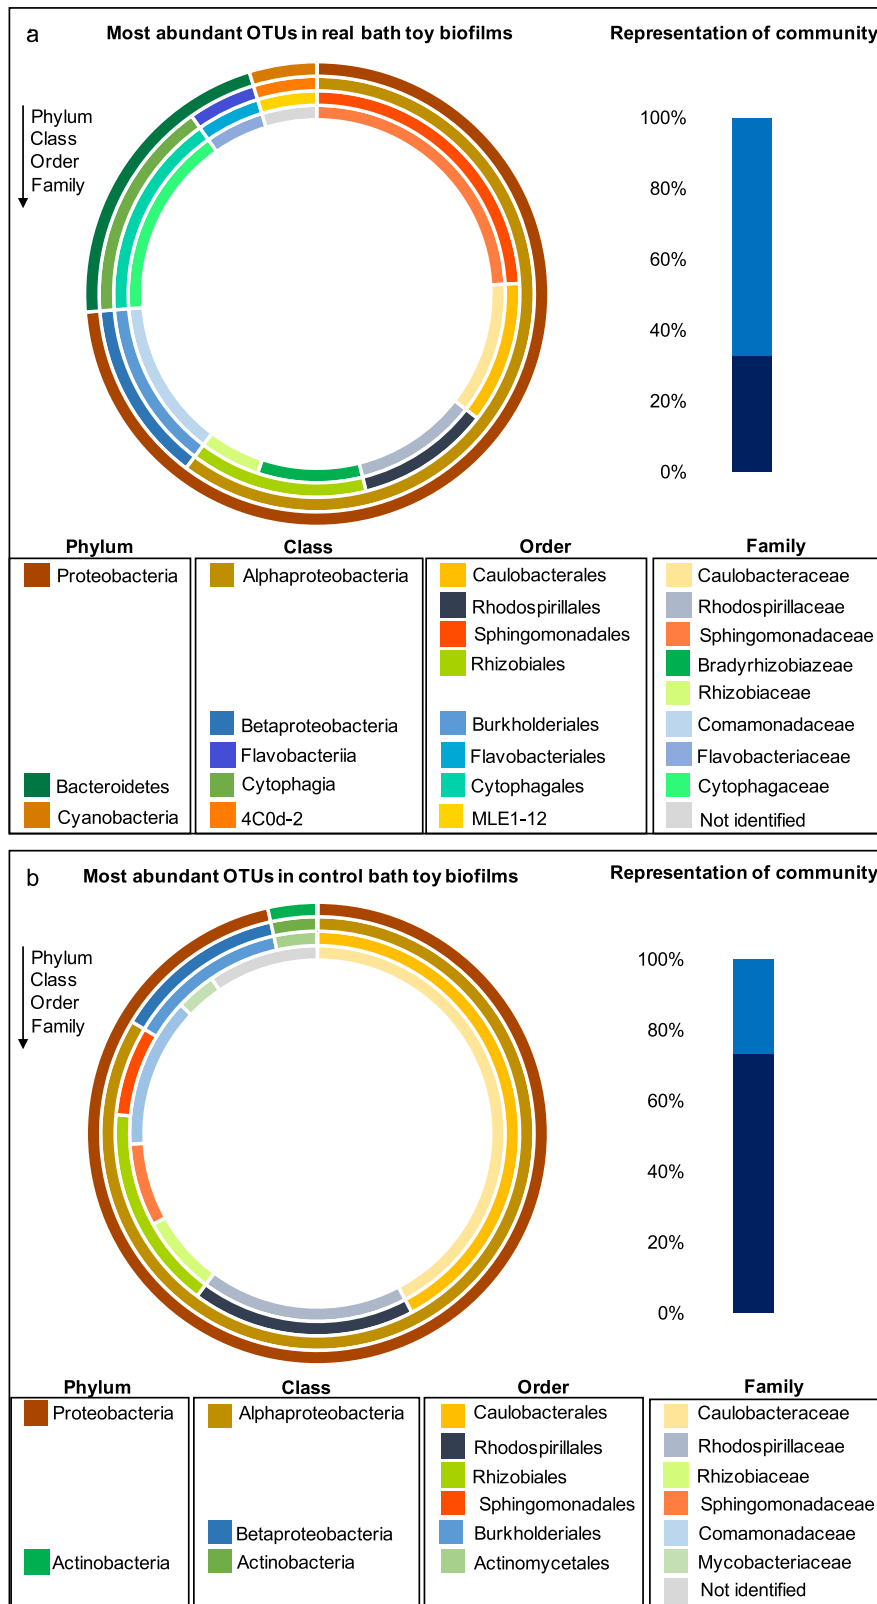 a
Most abundant OTUs in real bath toy biofilms
Representation of community
Phylum
Class
Order
Family
100%
80%
60%
40%
20%
0%
Phylum
Class
Order
Family
Proteobacteria
Alphaproteobacteria
Caulobacterales
Caulobacteraceae
Rhodospirillales
Rhodospirillaceae
Sphingomonadales
Sphingomonadaceae
Rhizobiales
Bradyrhizobiazeae
Rhizobiaceae
Betaproteobacteria
Burkholderiales
Comamonadaceae
Flavobacteriia
Flavobacteriales
Flavobacteriaceae
Bacteroidetes
Cytophagia
Cytophagales
Cytophagaceae
Cyanobacteria
4C0d-2
MLE1-12
Not identified
b
Most abundant OTUs in control bath toy biofilms
Representation of community
Phylum
Class
Order
Family
100%
80%
60%
40%
20%
0%
Phylum
Class
Order
Family
Proteobacteria
Alphaproteobacteria
Caulobacterales
Caulobacteraceae
Rhodospirillales
Rhodospirillaceae
Rhizobiales
Rhizobiaceae
Sphingomonadales
Sphingomonadaceae
Betaproteobacteria
Burkholderiales
Comamonadaceae
Actinobacteria
Actinobacteria
Actinomycetales
Mycobacteriaceae
Not identified